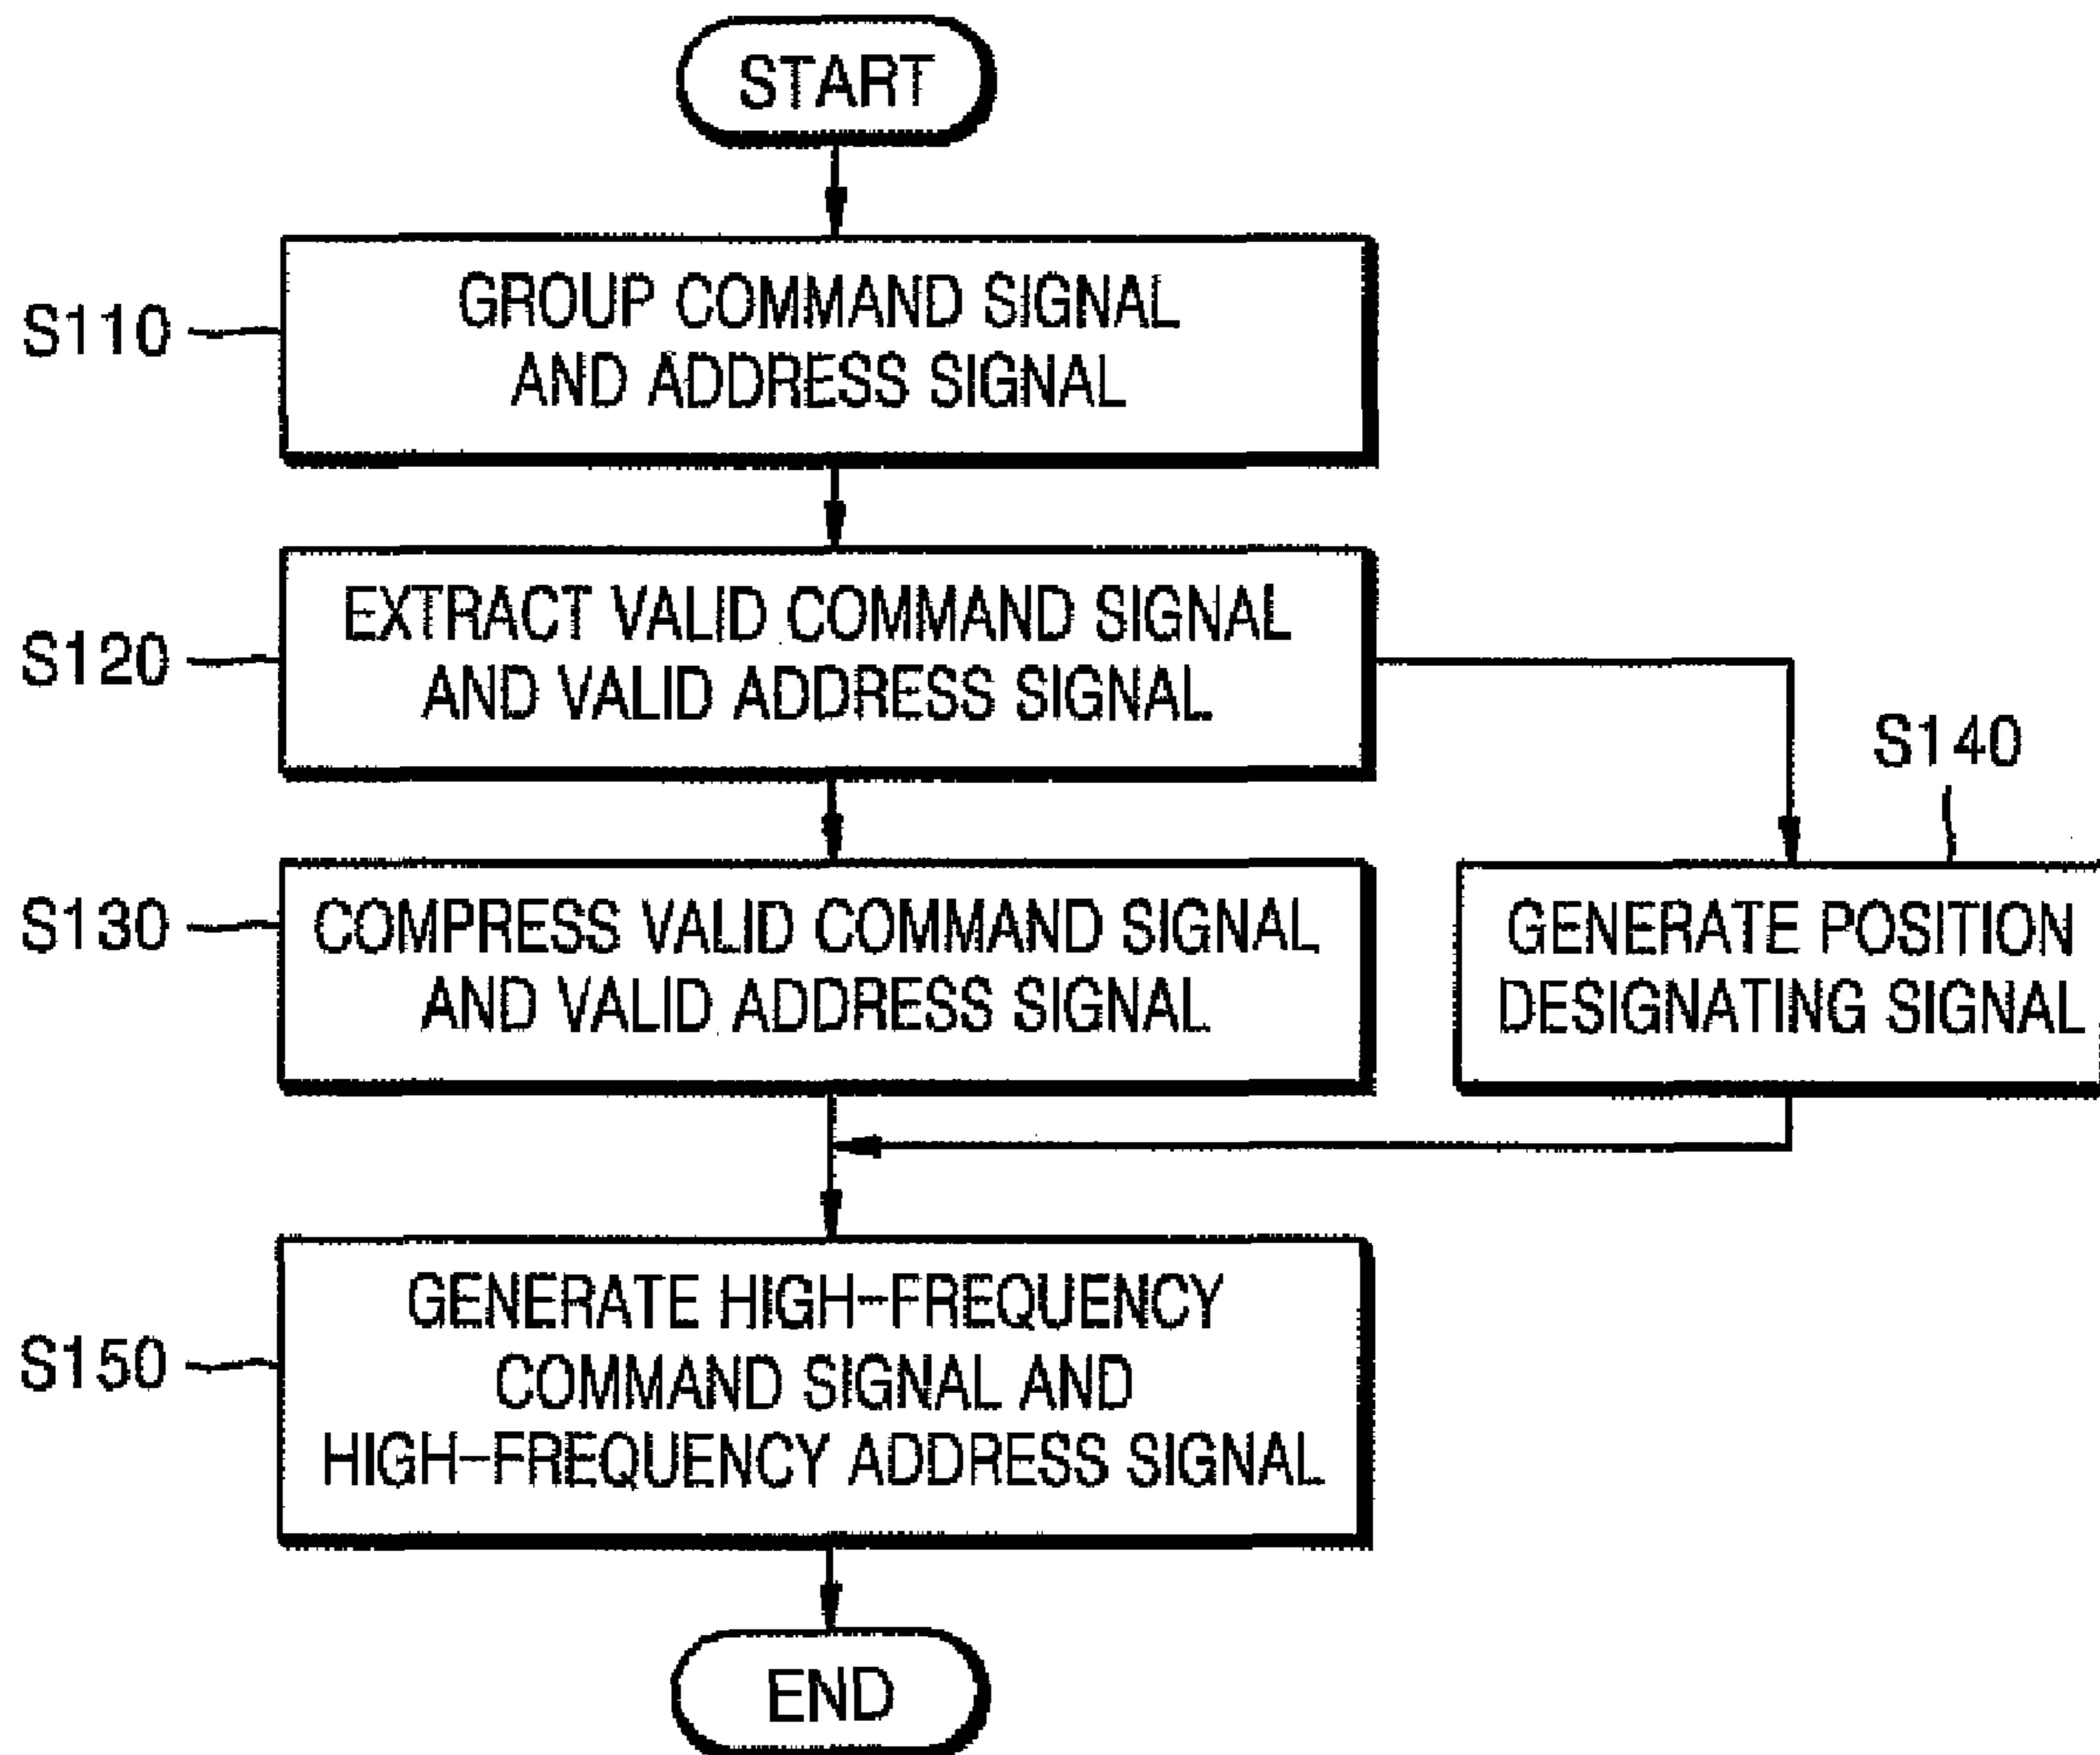 START
S110
GROUP COMMAND SIGNAL
AND ADDRESS SIGNAL
S120
EXTRACT VALID COMMAND SIGNAL
AND VALID ADDRESS SIGNAL
S130
COMPRESS VALID COMMAND SIGNAL
AND VALID ADDRESS SIGNAL
S140
GENERATE POSITION
DESIGNATING SIGNAL
S150
GENERATE HIGH-FREQUENCY
COMMAND SIGNAL AND
HIGH-FREQUENCY ADDRESS SIGNAL
END